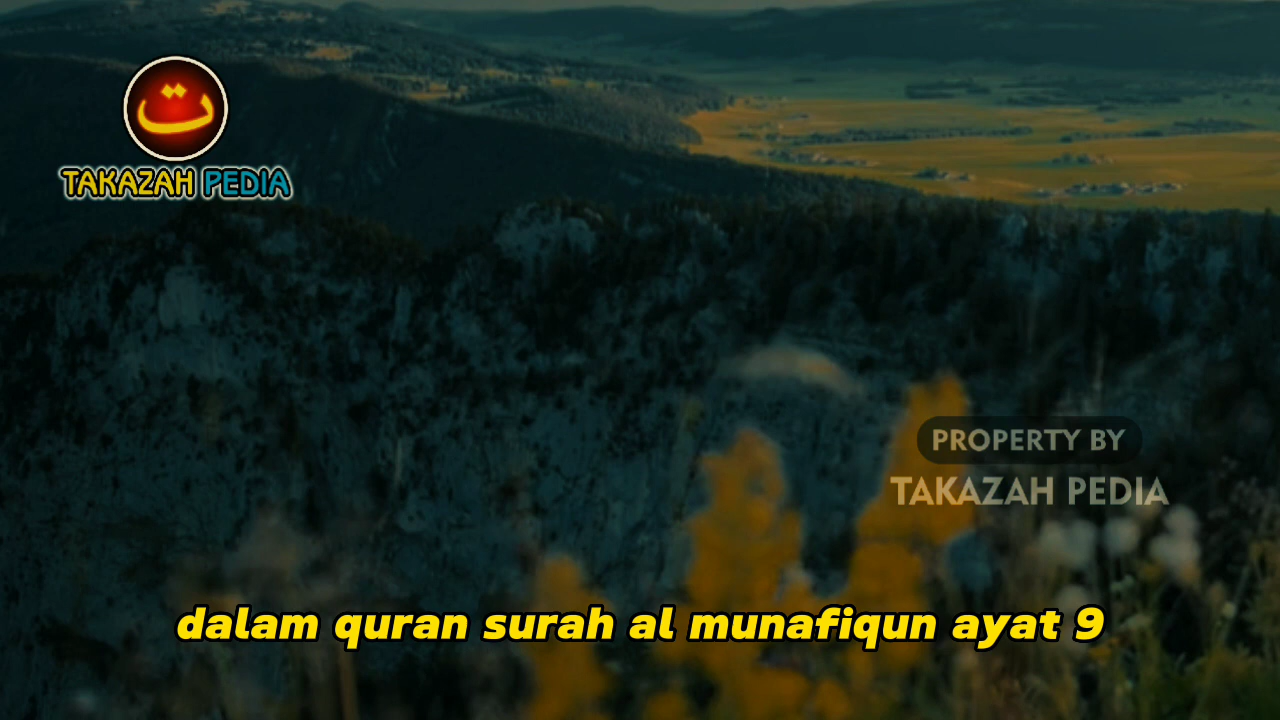 ت
TAKAZAH PEDIA
PROPERTY BY
TAKAZAH PEDIA
dalam quran surah al munafiqun ayat 9